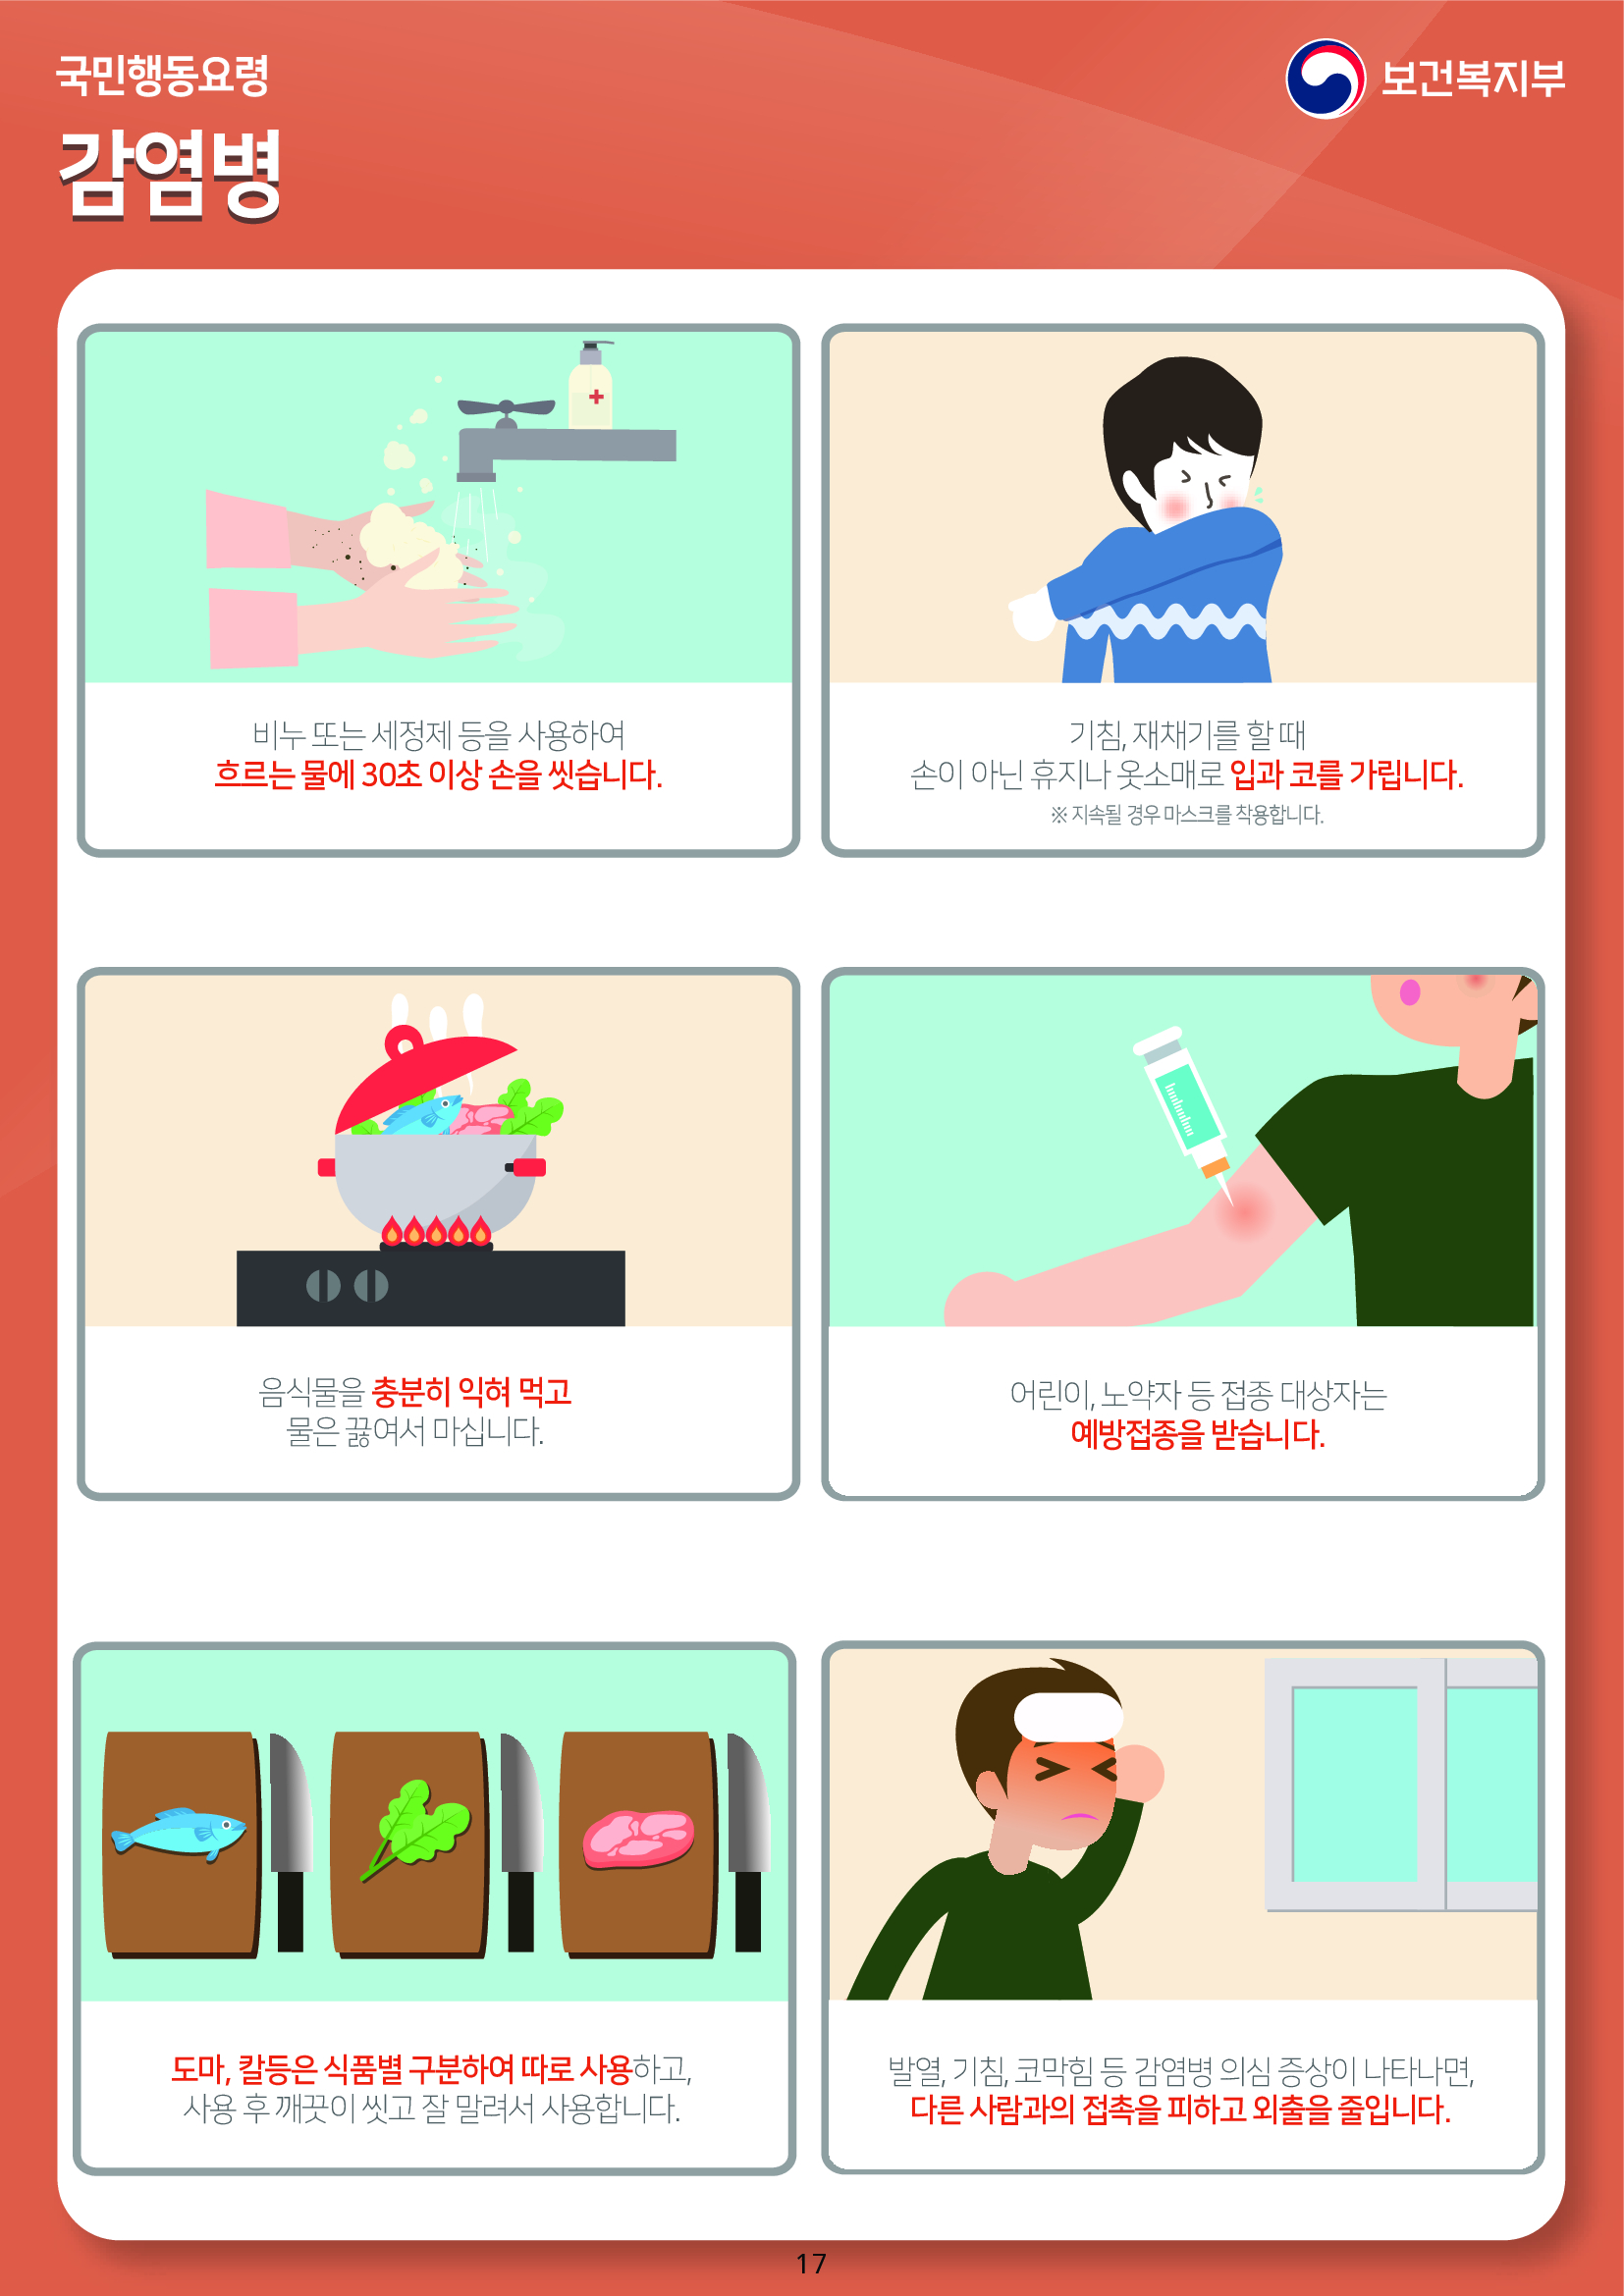 국민행동요령
보건복지부
감염병
비누 또는 세정제 등을 사용하여
흐르는 물에 30초 이상 손을 씻습니다.
기침, 재채기를 할 때
손이 아닌 휴지나 옷소매로 입과 코를 가립니다.
※ 지속될 경우 마스크를 착용합니다.
음식물을 충분히 익혀 먹고
물은 끓여서 마십니다.
어린이, 노약자 등 접종 대상자는
예방접종을 받습니다.
도마, 칼등은 식품별 구분하여 따로 사용하고,
사용 후 깨끗이 씻고 잘 말려서 사용합니다.
발열, 기침, 코막힘 등 감염병 의심 증상이 나타나면,
다른 사람과의 접촉을 피하고 외출을 줄입니다.
17